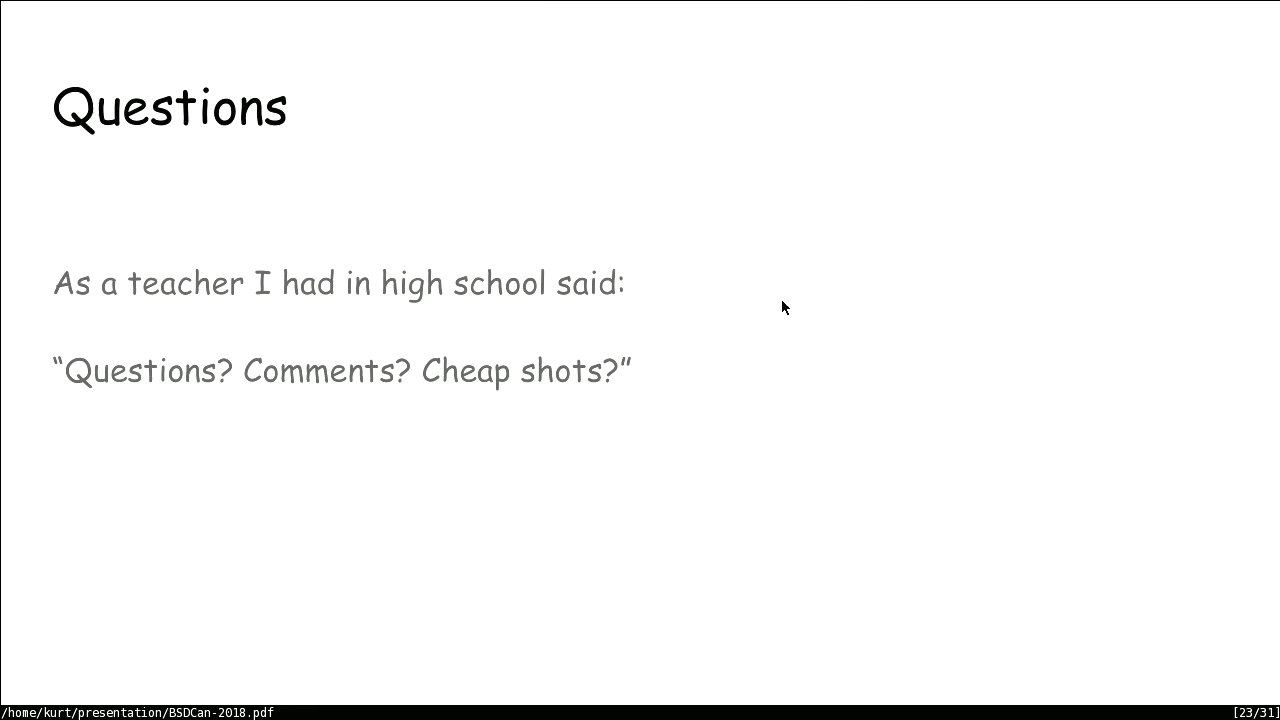 Questions
As a teacher I had in high school said:
“Questions? Comments? Cheap shots?”
/home/kurt/presentation/BSDCan-2018.pdf [23/31]